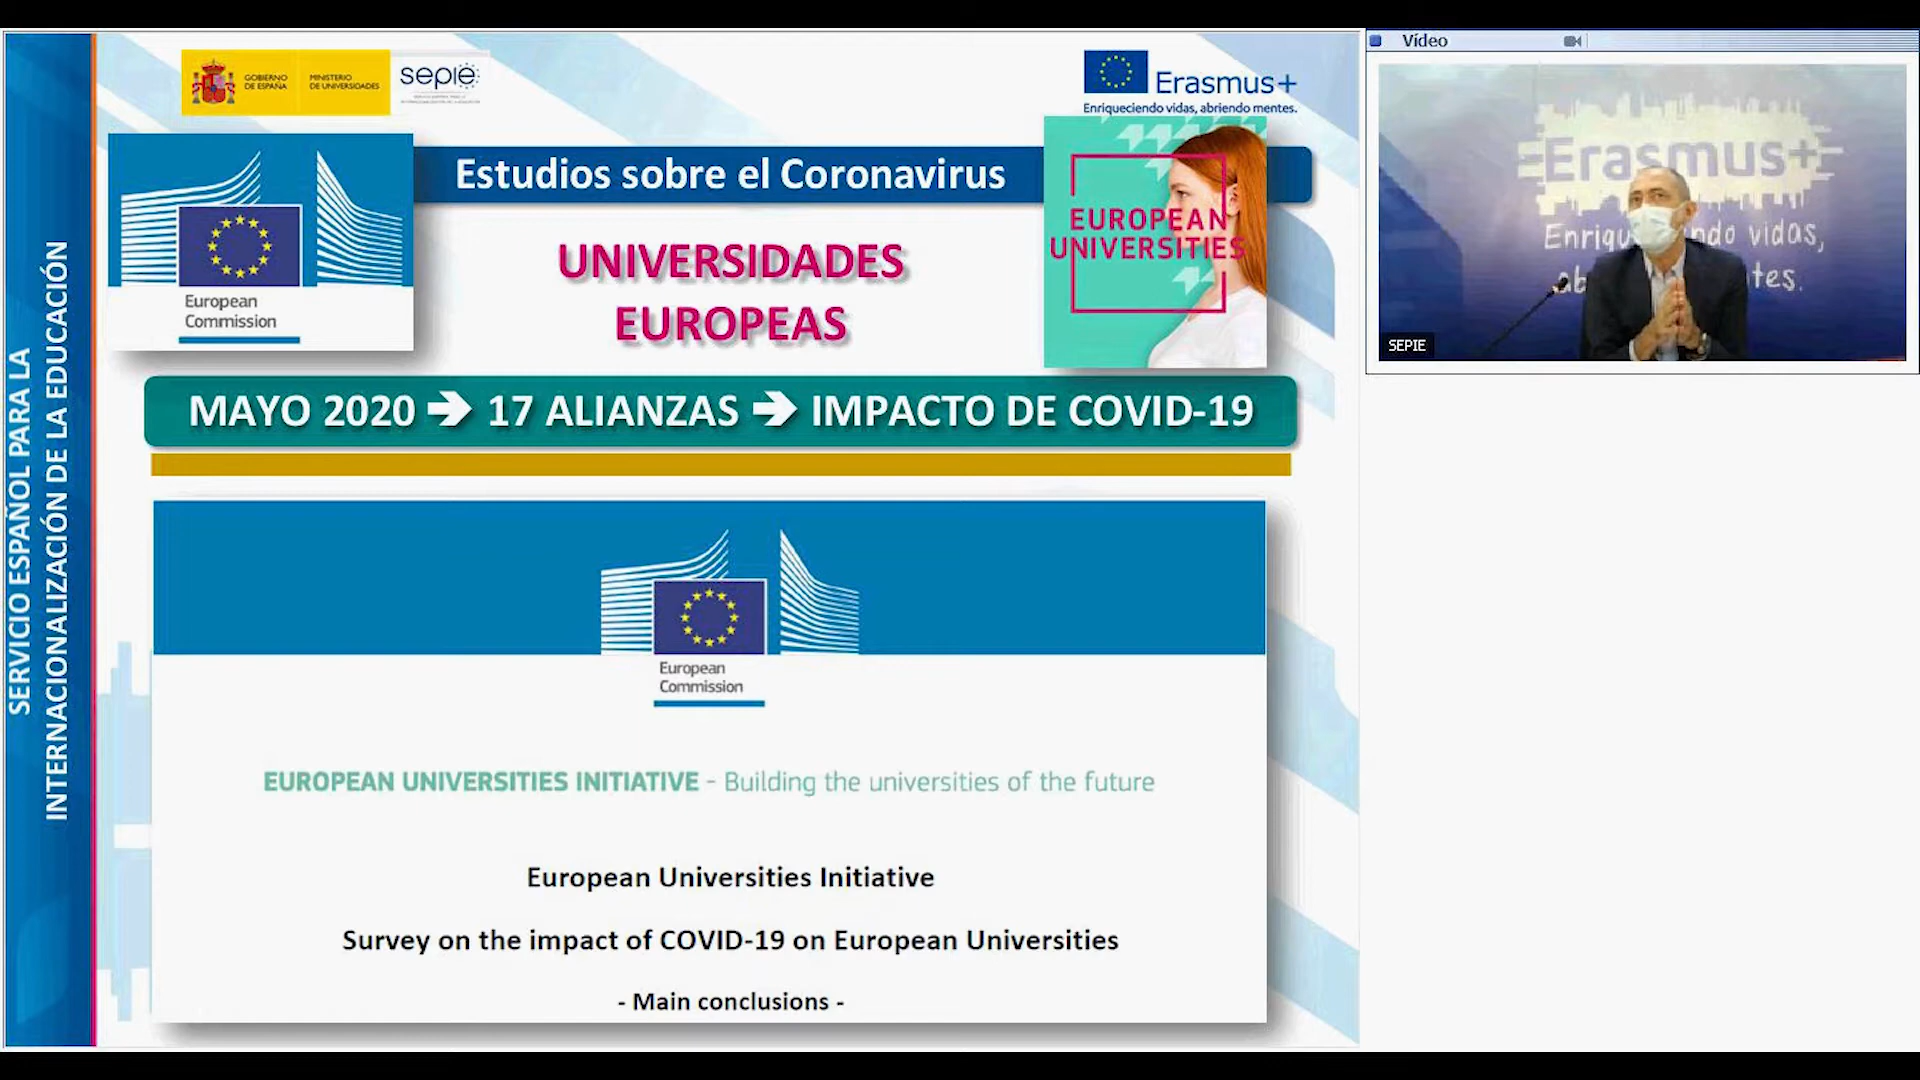 SERVICIO ESPAÑOL PARA LA
INTERNACIONALIZACIÓN DE LA EDUCACIÓN
GOBIERNO
DE ESPAÑA
MINISTERIO
DE UNIVERSIDADES
sepie
Erasmus+
Enriqueciendo vidas, abriendo mentes.
European
Commission
Estudios sobre el Coronavirus
UNIVERSIDADES
EUROPEAS
EUROPEAN
UNIVERSITIES
MAYO 2020 → 17 ALIANZAS → IMPACTO DE COVID-19
European
Commission
EUROPEAN UNIVERSITIES INITIATIVE - Building the universities of the future
European Universities Initiative
Survey on the impact of COVID-19 on European Universities
- Main conclusions -
Vídeo
Erasmus+
vidas,
SEPIE